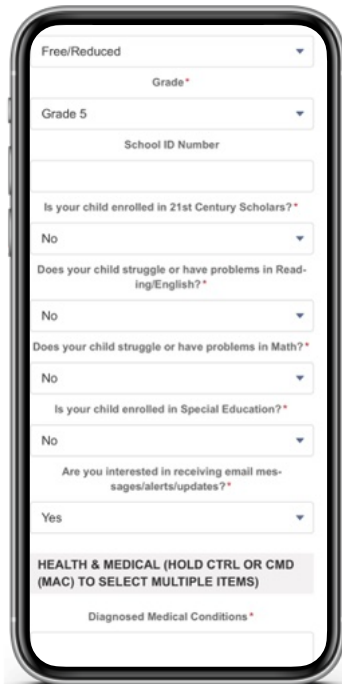 Free/Reduced
Grade*
Grade 5
School ID Number
Is your child enrolled in 21st Century Scholars?*
No
Does your child struggle or have problems in Read-
ing/English?*
No
Does your child struggle or have problems in Math?*
No
Is your child enrolled in Special Education?*
No
Are you interested in receiving email mes-
sages/alerts/updates?*
Yes
HEALTH & MEDICAL (HOLD CTRL OR CMD
(MAC) TO SELECT MULTIPLE ITEMS)
Diagnosed Medical Conditions*